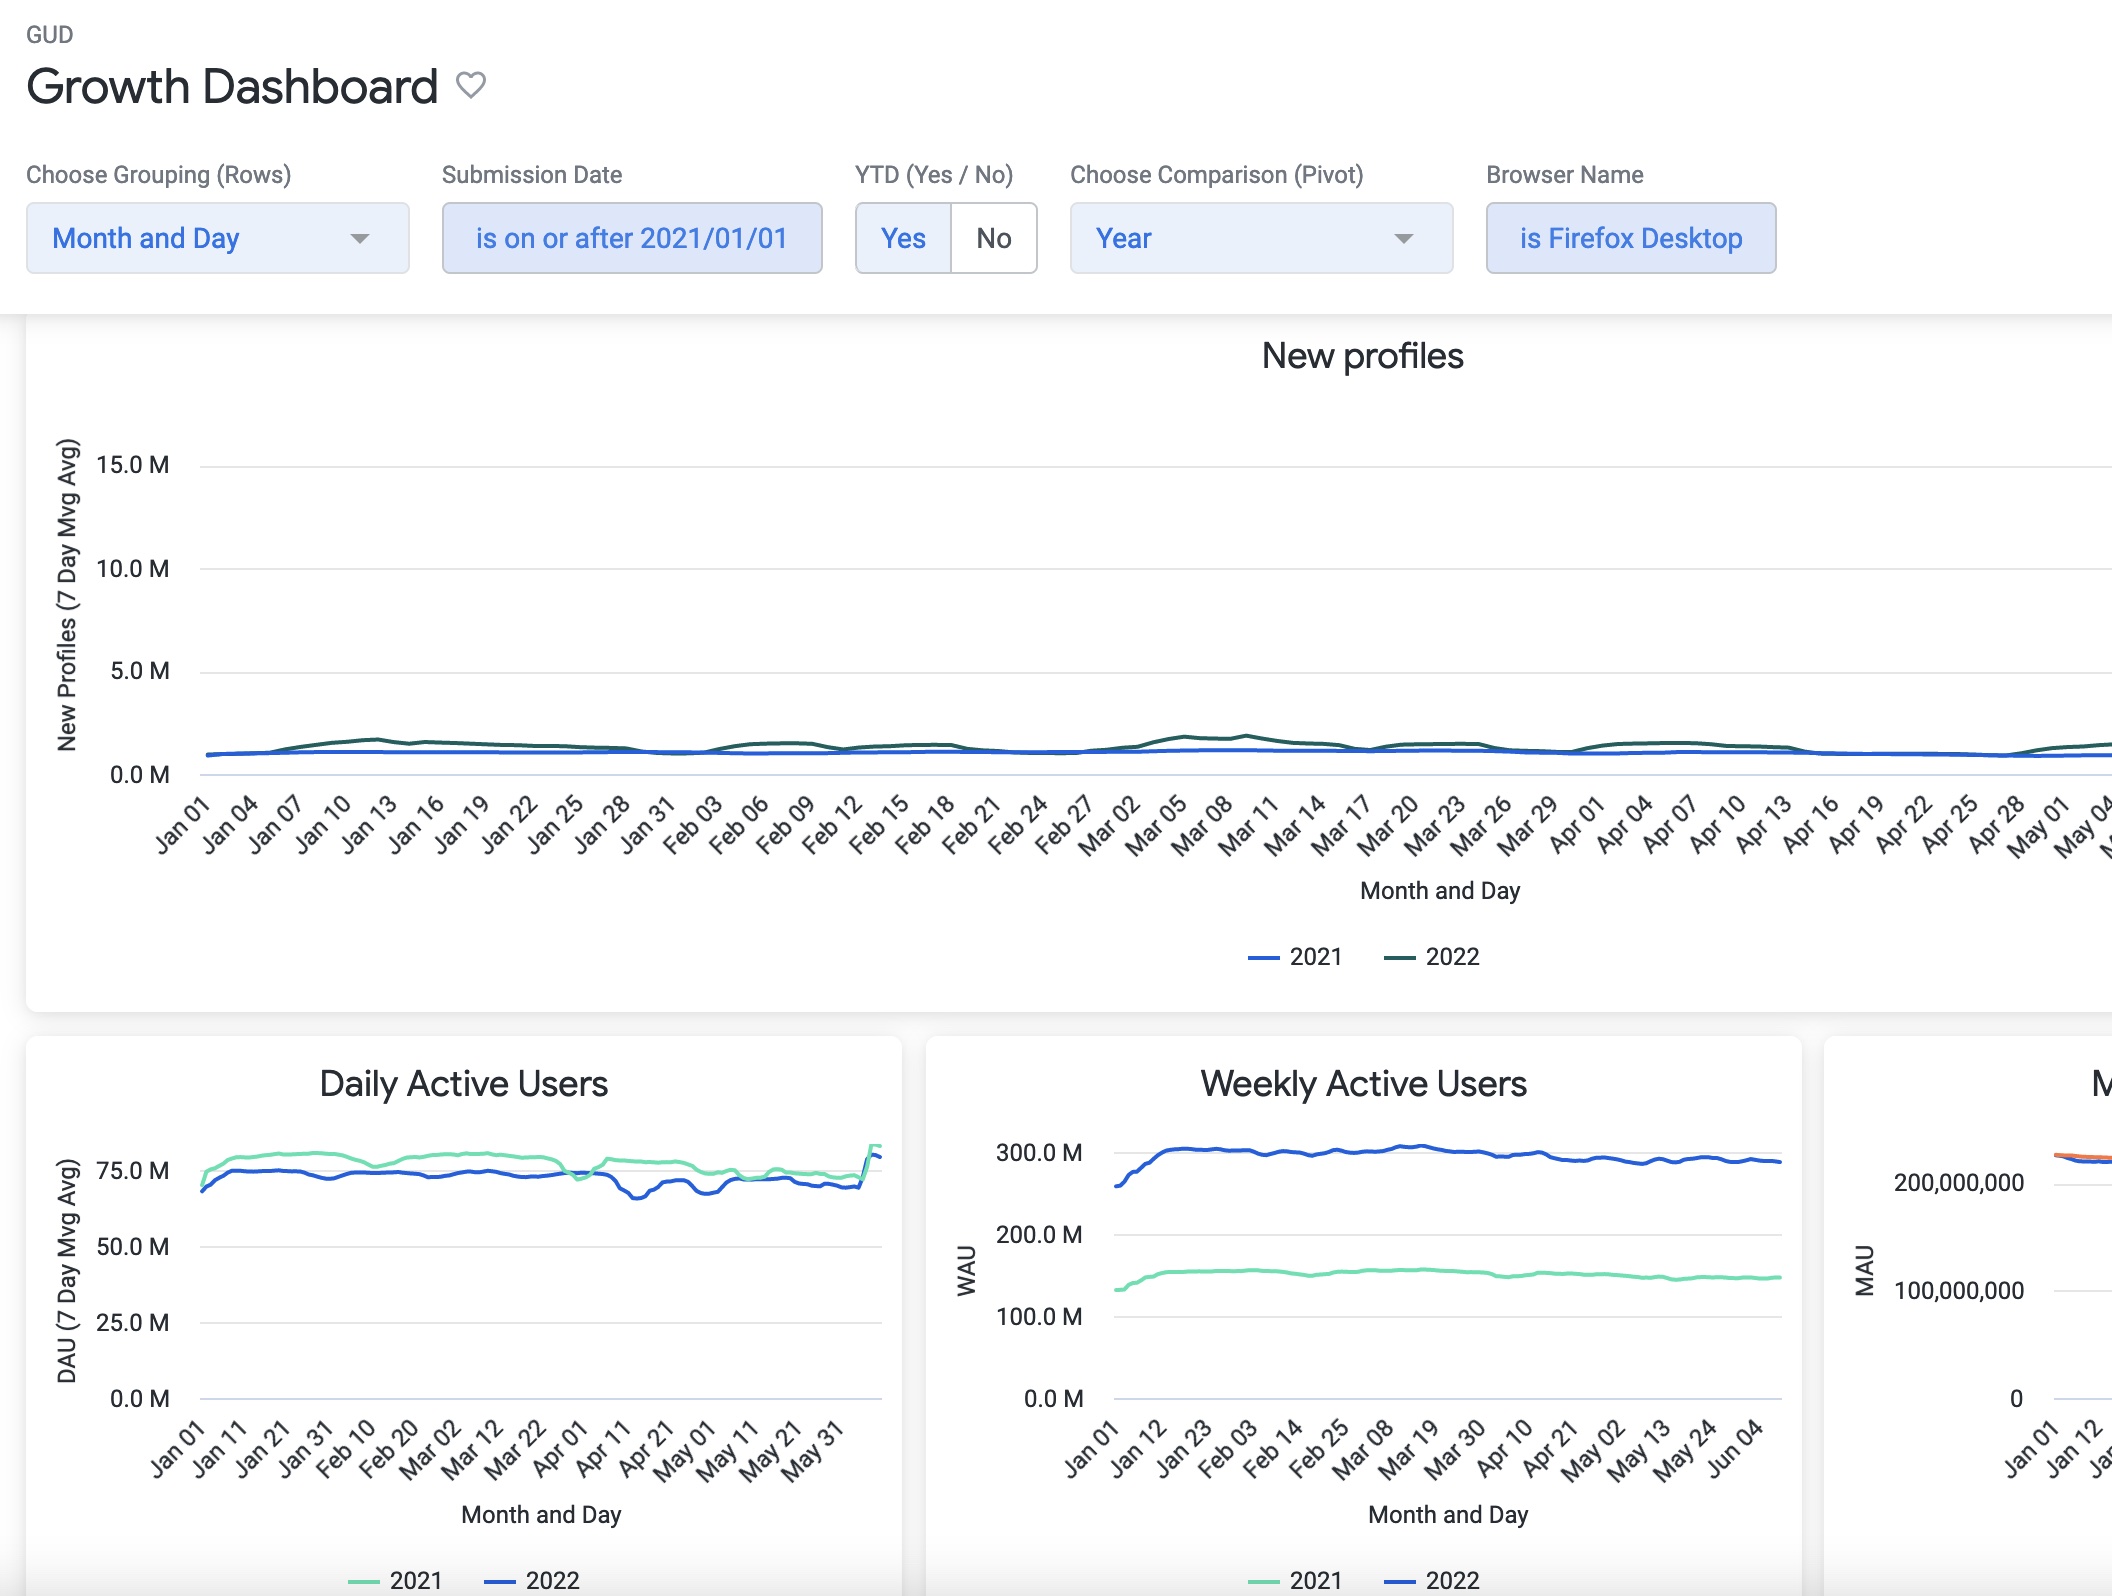 GUD
Growth Dashboard
Choose Grouping (Rows) Submission Date YTD (Yes / No) Choose Comparison (Pivot) Browser Name
Month and Day is on or after 2021/01/01 Yes No Year is Firefox Desktop
New profiles
New Profiles (7 Day Mvg Avg)
15.0 M
10.0 M
5.0 M
0.0 M
Jan 01 Jan 04 Jan 07 Jan 10 Jan 13 Jan 16 Jan 19 Jan 22 Jan 25 Jan 28 Jan 31 Feb 03 Feb 06 Feb 09 Feb 12 Feb 15 Feb 18 Feb 21 Feb 24 Feb 27 Mar 02 Mar 05 Mar 08 Mar 11 Mar 14 Mar 17 Mar 20 Mar 23 Mar 26 Mar 29 Apr 01 Apr 04 Apr 07 Apr 10 Apr 13 Apr 16 Apr 19 Apr 22 Apr 25 Apr 28 May 01 May 04
Month and Day
2021 2022
Daily Active Users
DAU (7 Day Mvg Avg)
75.0 M
50.0 M
25.0 M
0.0 M
Jan 01 Jan 11 Jan 21 Jan 31 Feb 10 Feb 20 Mar 02 Mar 12 Mar 22 Apr 01 Apr 11 Apr 21 May 01 May 11 May 21 May 31
Month and Day
2021 2022
Weekly Active Users
WAU
300.0 M
200.0 M
100.0 M
0.0 M
Jan 01 Jan 12 Jan 23 Feb 03 Feb 14 Feb 25 Mar 08 Mar 19 Mar 30 Apr 10 Apr 21 May 02 May 13 May 24 Jun 04
Month and Day
2021 2022
M
MAU
200,000,000
100,000,000
0
Jan 01 Jan 12